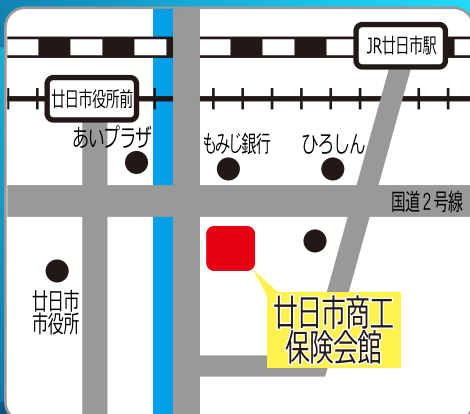 JR廿日市駅
廿日市役所前
あいプラザ
もみじ銀行
ひろしん
国道2号線
廿日市
市役所
廿日市商工
保険会館